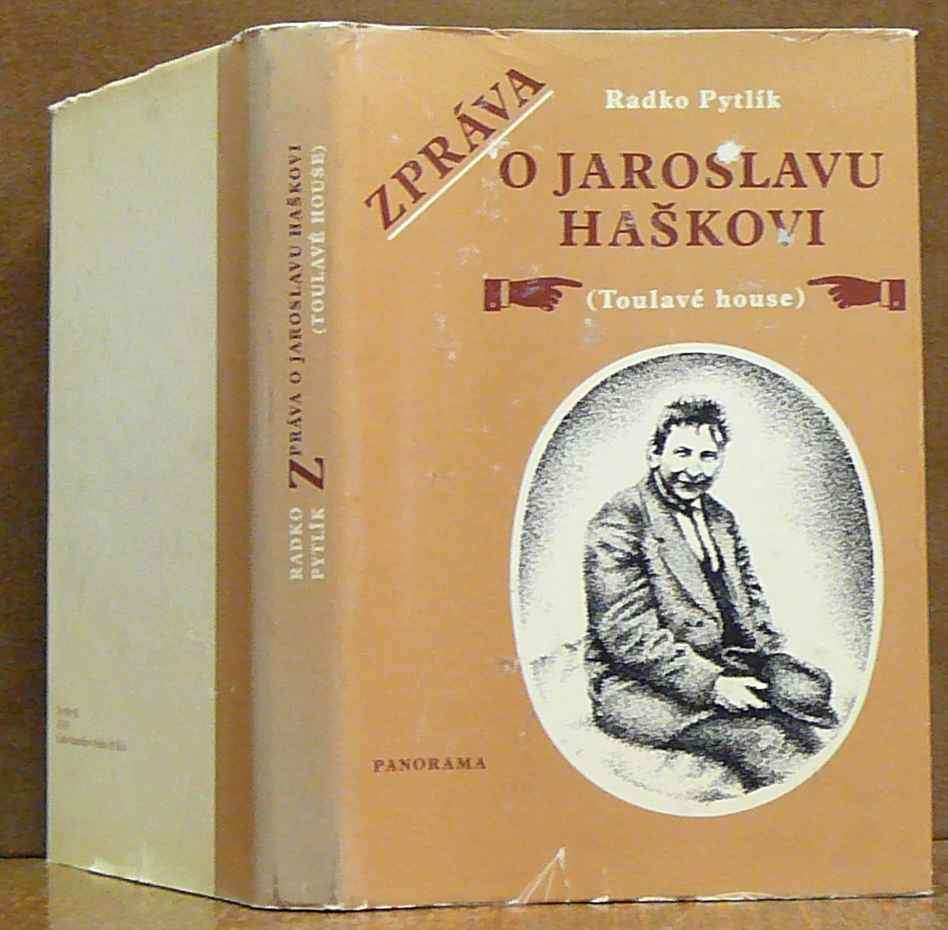 ZPRÁVA
Radko Pytlík
O JAROSLAVU
HAŠKOVI
(Toulavé house)
PANORAMA
RADKO
PYTLÍK
ZPRÁVA O JAROSLAVU HAŠKOVI
(TOULAVÉ HOUSE)